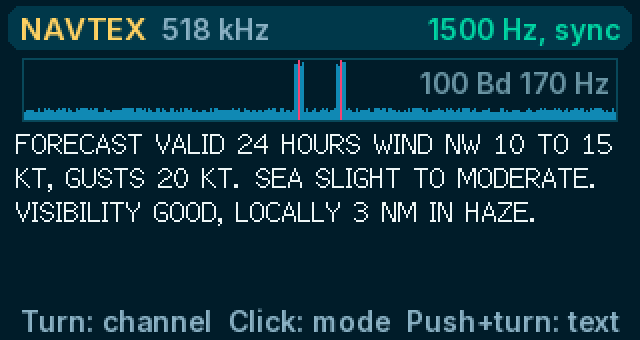 NAVTEX 518 kHz 1500 Hz, sync
100 Bd 170 Hz
FORECAST VALID 24 HOURS WIND NW 10 TO 15
KT, GUSTS 20 KT. SEA SLIGHT TO MODERATE.
VISIBILITY GOOD, LOCALLY 3 NM IN HAZE.
Turn: channel Click: mode Push+turn: text